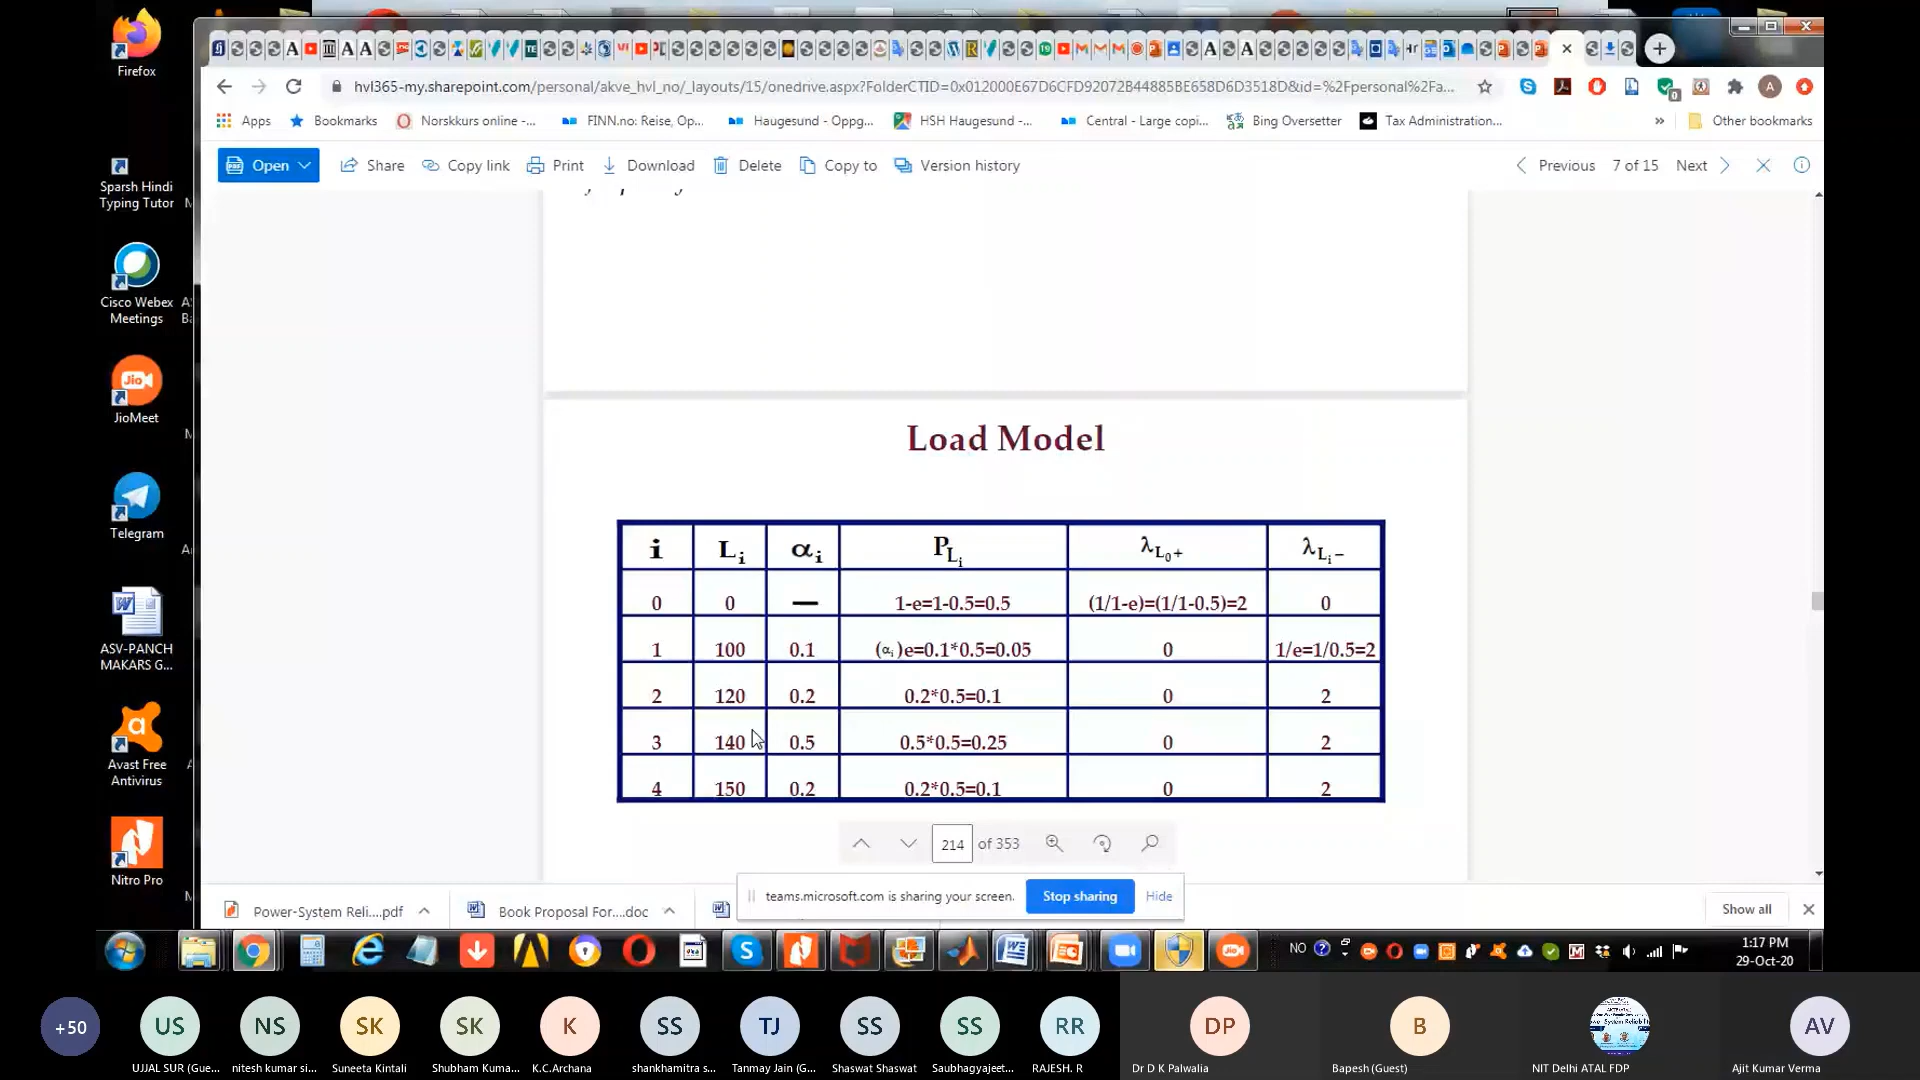 Firefox
Sparsh Hindi
Typing Tutor
Cisco Webex
Meetings
JioMeet
Telegram
ASV-PANCH
MAKARS G...
Avast Free
Antivirus
Nitro Pro
hvl365-my.sharepoint.com/personal/akve_hvl_no/_layouts/15/onedrive.aspx?FolderCTID=0x012000E67D6CFD92072B44885BE658D6D3518D&id=%2Fpersonal%2Fa...
Apps Bookmarks Norskkurs online -... FINN.no: Reise, Op... Haugesund - Oppg... HSH Haugesund -... Central - Large copi... Bing Oversetter Tax Administration... » Other bookmarks
Open Share Copy link Print Download Delete Copy to Version history Previous 7 of 15 Next
Load Model
i Li αi PLi λL0+ λLi−
0 0 — 1-e=1-0.5=0.5 (1/1-e)=(1/1-0.5)=2 0
1 100 0.1 (αi)e=0.1*0.5=0.05 0 1/e=1/0.5=2
2 120 0.2 0.2*0.5=0.1 0 2
3 140 0.5 0.5*0.5=0.25 0 2
4 150 0.2 0.2*0.5=0.1 0 2
214 of 353
teams.microsoft.com is sharing your screen. Stop sharing Hide
Power-System Reli....pdf Book Proposal For....doc Show all
NO 1:17 PM
29-Oct-20
+50 US NS SK SK K SS TJ SS SS RR DP B AV
UJJAL SUR (Gue... nitesh kumar si... Suneeta Kintali Shubham Kuma... K.C.Archana shankhamitra s... Tanmay Jain (G... Shaswat Shaswat Saubhagyajeet... RAJESH. R Dr D K Palwalia Bapesh (Guest) NIT Delhi ATAL FDP Ajit Kumar Verma